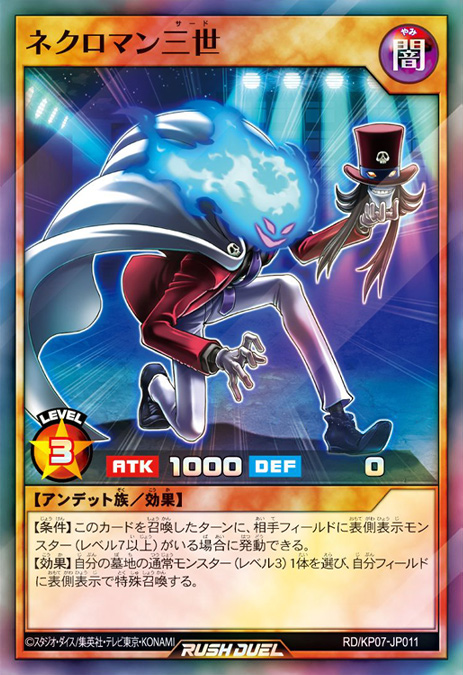 サード
ネクロマン三世
やみ
闇
LEVEL
3
ATK 1000 DEF 0
【アンデット族／効果】
【条件】このカードを召喚したターンに、相手フィールドに表側表示モン
スター（レベル7以上）がいる場合に発動できる。
【効果】自分の墓地の通常モンスター（レベル3）1体を選び、自分フィールド
に表側表示で特殊召喚する。
©スタジオ・ダイス/集英社・テレビ東京・KONAMI RUSH DUEL RD/KP07-JP011